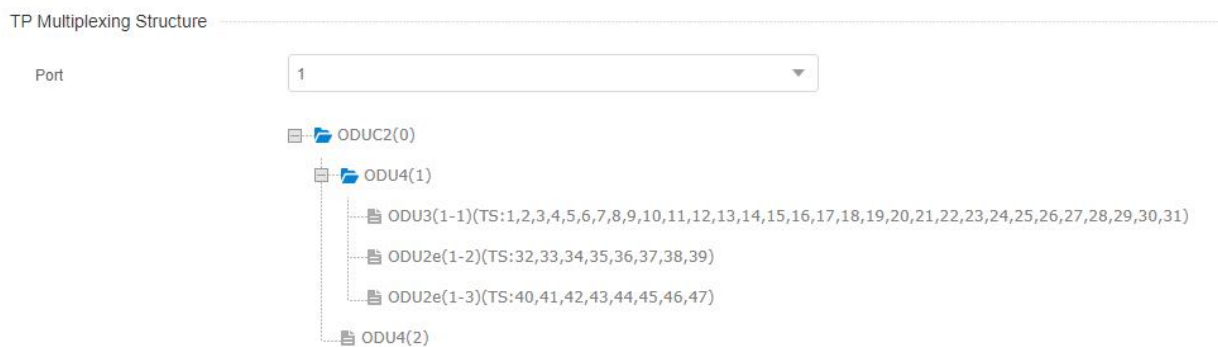 TP Multiplexing Structure
Port
1
ODUC2(0)
ODU4(1)
ODU3(1-1)(TS:1,2,3,4,5,6,7,8,9,10,11,12,13,14,15,16,17,18,19,20,21,22,23,24,25,26,27,28,29,30,31)
ODU2e(1-2)(TS:32,33,34,35,36,37,38,39)
ODU2e(1-3)(TS:40,41,42,43,44,45,46,47)
ODU4(2)